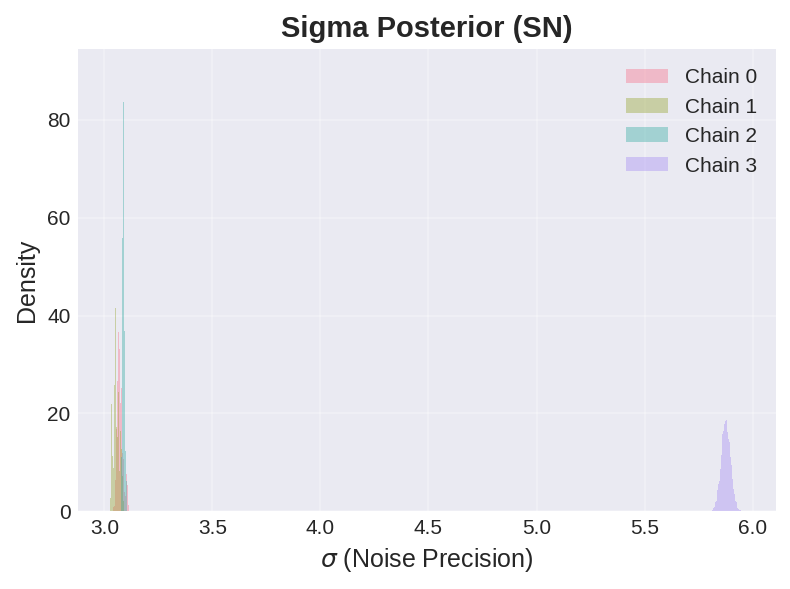 Sigma Posterior (SN)
Chain 0
Chain 1
Chain 2
Chain 3
Density
80
60
40
20
0
3.0 3.5 4.0 4.5 5.0 5.5 6.0
σ (Noise Precision)